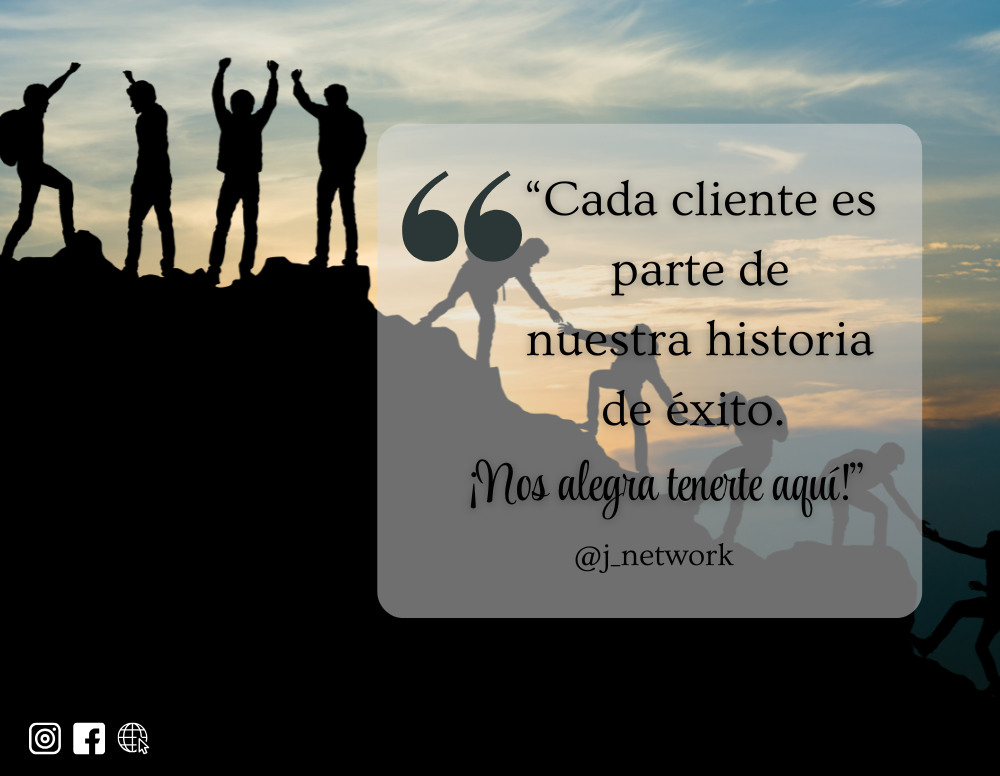 “Cada cliente es
parte de
nuestra historia
de éxito.
¡Nos alegra tenerte aquí!”
@j_network